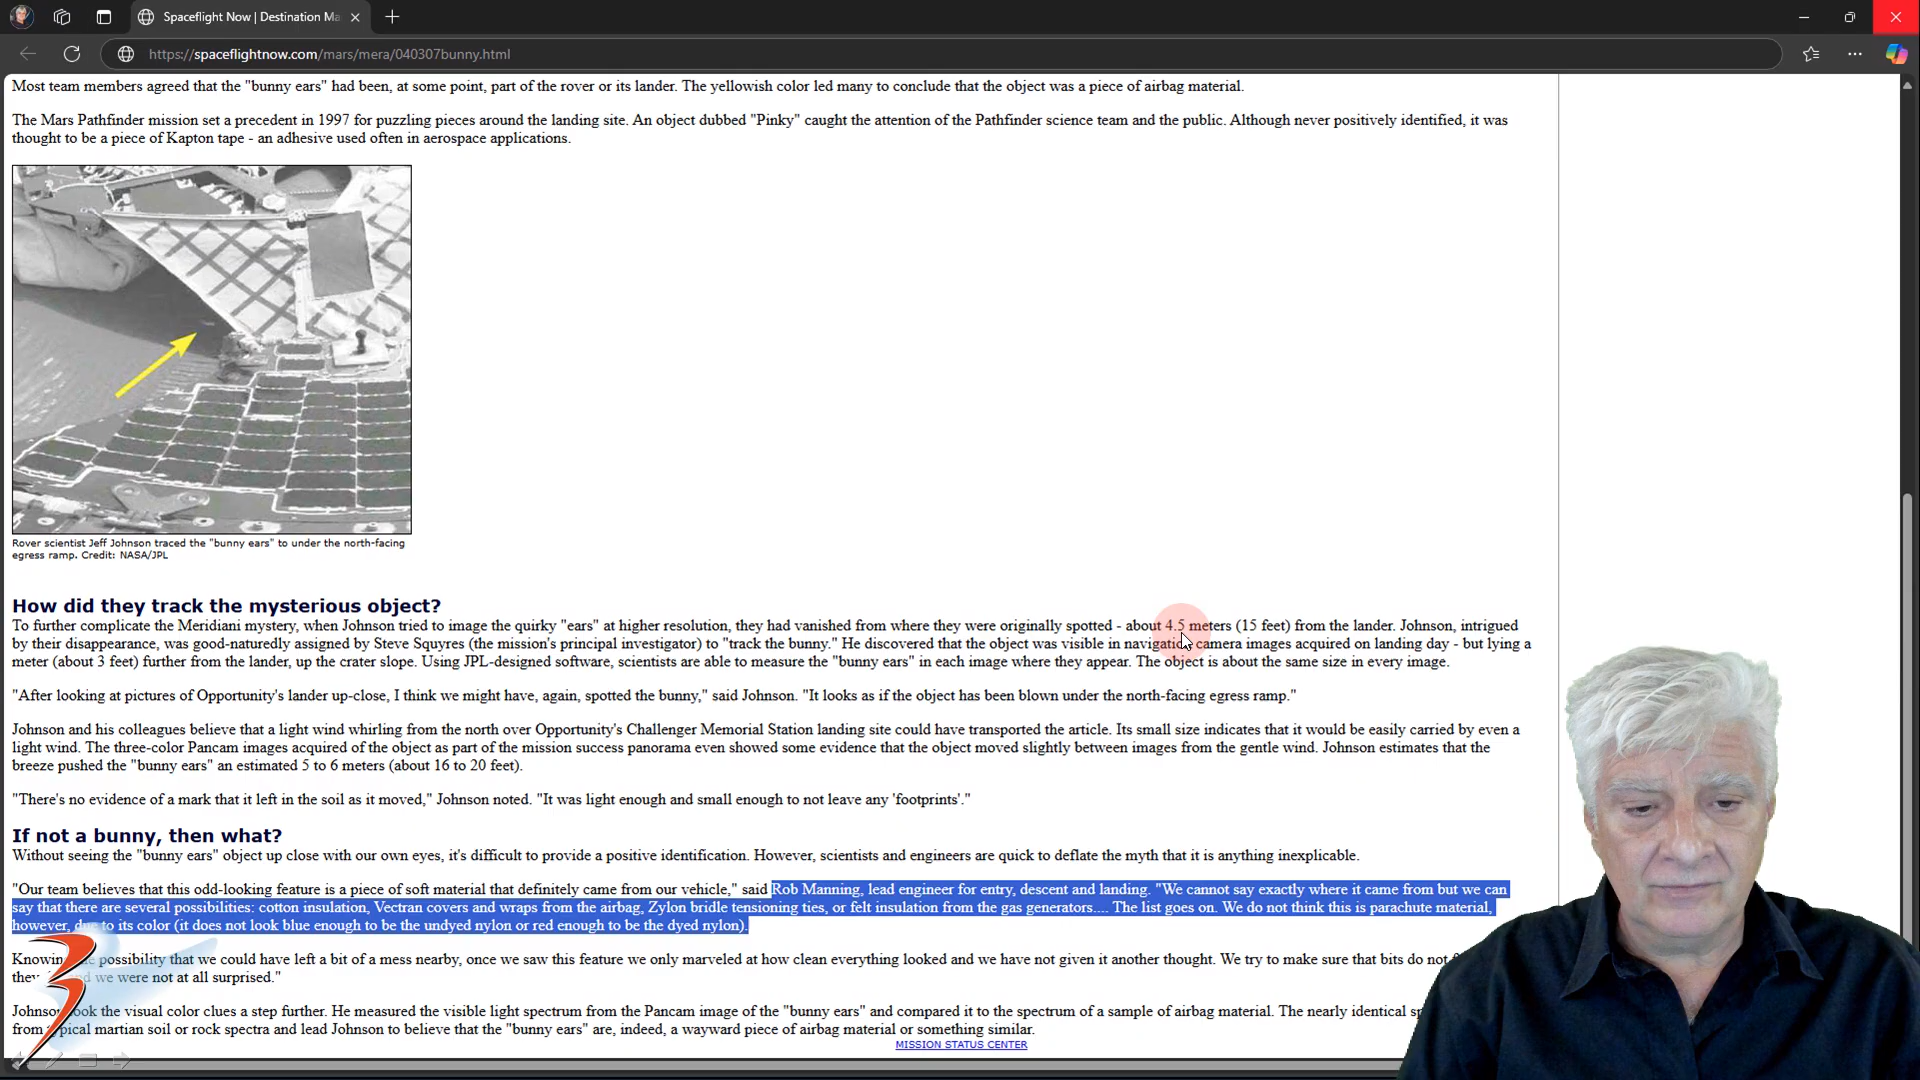 Spaceflight Now | Destination Ma
https://spaceflightnow.com/mars/mera/040307bunny.html
Most team members agreed that the "bunny ears" had been, at some point, part of the rover or its lander. The yellowish color led many to conclude that the object was a piece of airbag material.
The Mars Pathfinder mission set a precedent in 1997 for puzzling pieces around the landing site. An object dubbed "Pinky" caught the attention of the Pathfinder science team and the public. Although never positively identified, it was
thought to be a piece of Kapton tape - an adhesive used often in aerospace applications.
Rover scientist Jeff Johnson traced the "bunny ears" to under the north-facing
egress ramp. Credit: NASA/JPL
How did they track the mysterious object?
To further complicate the Meridiani mystery, when Johnson tried to image the quirky "ears" at higher resolution, they had vanished from where they were originally spotted - about 4.5 meters (15 feet) from the lander. Johnson, intrigued
by their disappearance, was good-naturedly assigned by Steve Squyres (the mission's principal investigator) to "track the bunny." He discovered that the object was visible in navigation camera images acquired on landing day - but lying a
meter (about 3 feet) further from the lander, up the crater slope. Using JPL-designed software, scientists are able to measure the "bunny ears" in each image where they appear. The object is about the same size in every image.
"After looking at pictures of Opportunity's lander up-close, I think we might have, again, spotted the bunny," said Johnson. "It looks as if the object has been blown under the north-facing egress ramp."
Johnson and his colleagues believe that a light wind whirling from the north over Opportunity's Challenger Memorial Station landing site could have transported the article. Its small size indicates that it would be easily carried by even a
light wind. The three-color Pancam images acquired of the object as part of the mission success panorama even showed some evidence that the object moved slightly between images from the gentle wind. Johnson estimates that the
breeze pushed the "bunny ears" an estimated 5 to 6 meters (about 16 to 20 feet).
"There's no evidence of a mark that it left in the soil as it moved," Johnson noted. "It was light enough and small enough to not leave any 'footprints'."
If not a bunny, then what?
Without seeing the "bunny ears" object up close with our own eyes, it's difficult to provide a positive identification. However, scientists and engineers are quick to deflate the myth that it is anything inexplicable.
"Our team believes that this odd-looking feature is a piece of soft material that definitely came from our vehicle," said Rob Manning, lead engineer for entry, descent and landing. "We cannot say exactly where it came from but we can
say that there are several possibilities: cotton insulation, Vectran covers and wraps from the airbag, Zylon bridle tensioning ties, or felt insulation from the gas generators.... The list goes on. We do not think this is parachute material,
however, due to its color (it does not look blue enough to be the undyed nylon or red enough to be the dyed nylon).
Knowing possibility that we could have left a bit of a mess nearby, once we saw this feature we only marveled at how clean everything looked and we have not given it another thought. We try to make sure that bits do not
we were not at all surprised."
Johnson the visual color clues a step further. He measured the visible light spectrum from the Pancam image of the "bunny ears" and compared it to the spectrum of a sample of airbag material. The nearly identical
from typical martian soil or rock spectra and lead Johnson to believe that the "bunny ears" are, indeed, a wayward piece of airbag material or something similar.
MISSION STATUS CENTER